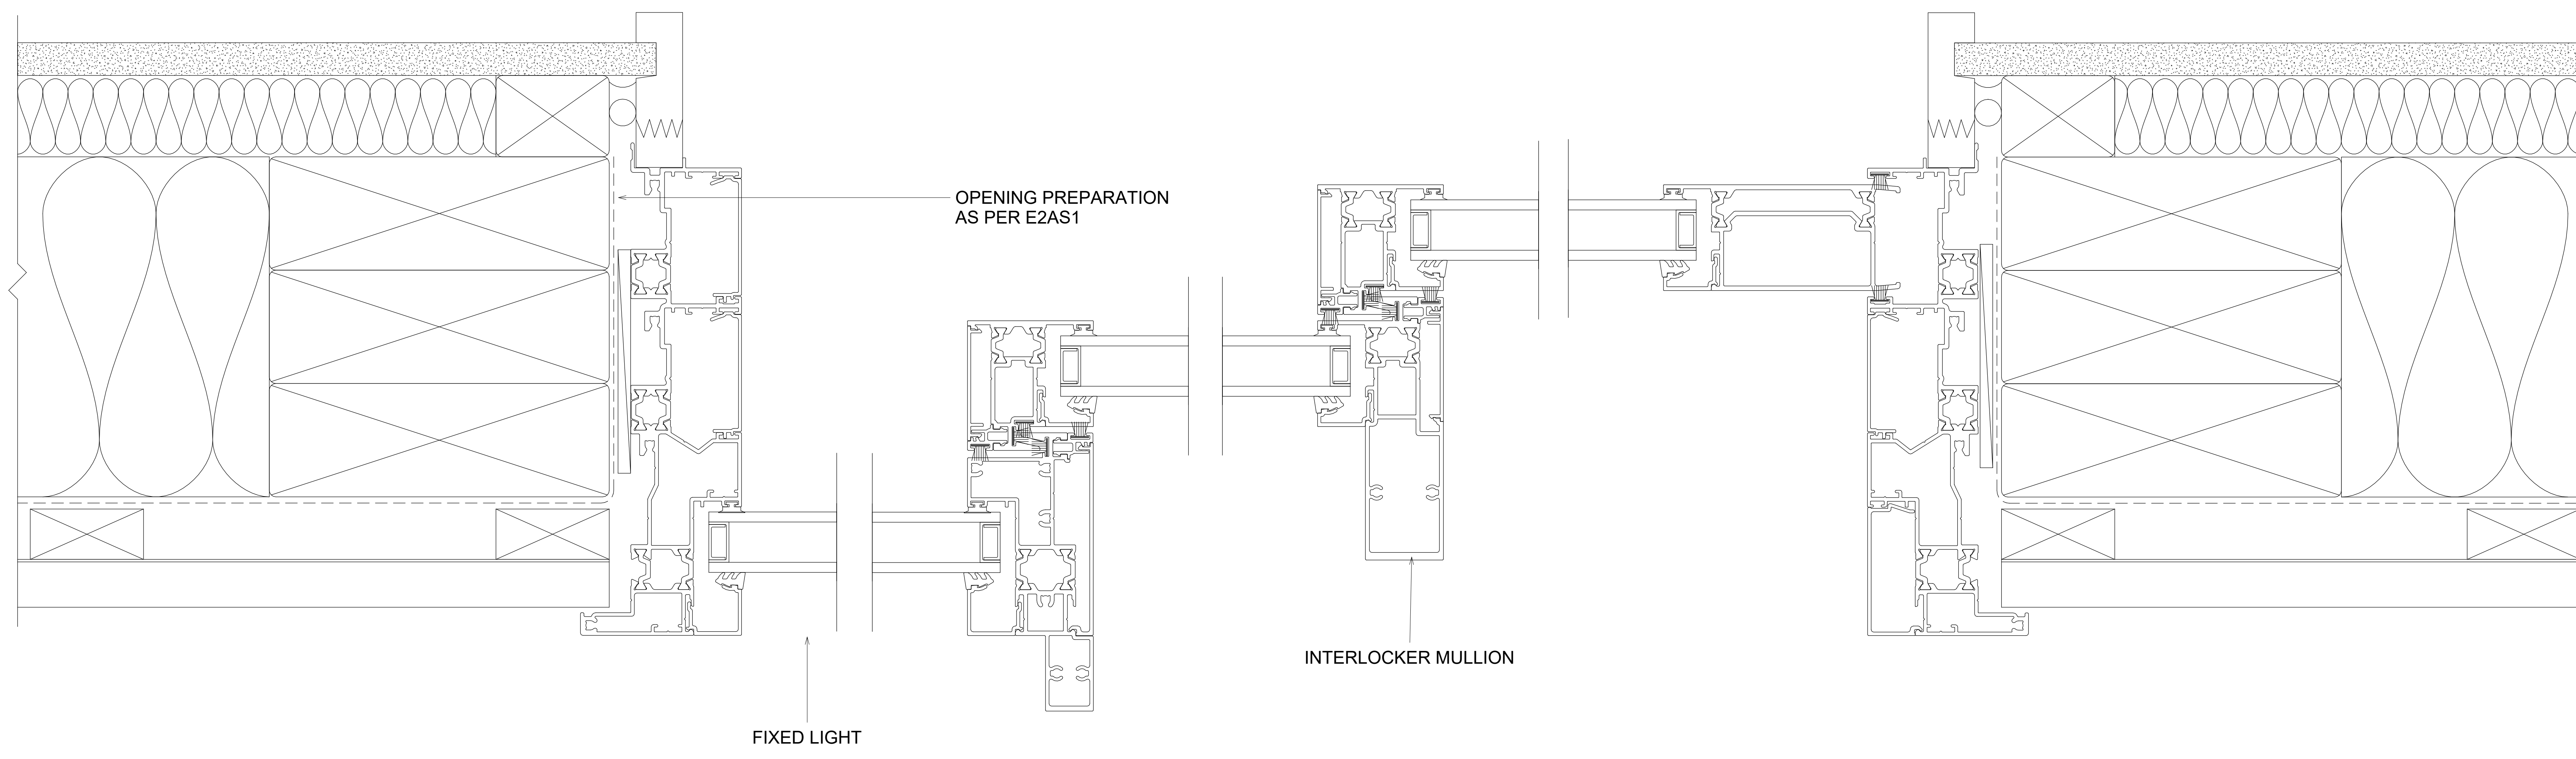 OPENING PREPARATION
AS PER E2AS1
INTERLOCKER MULLION
FIXED LIGHT